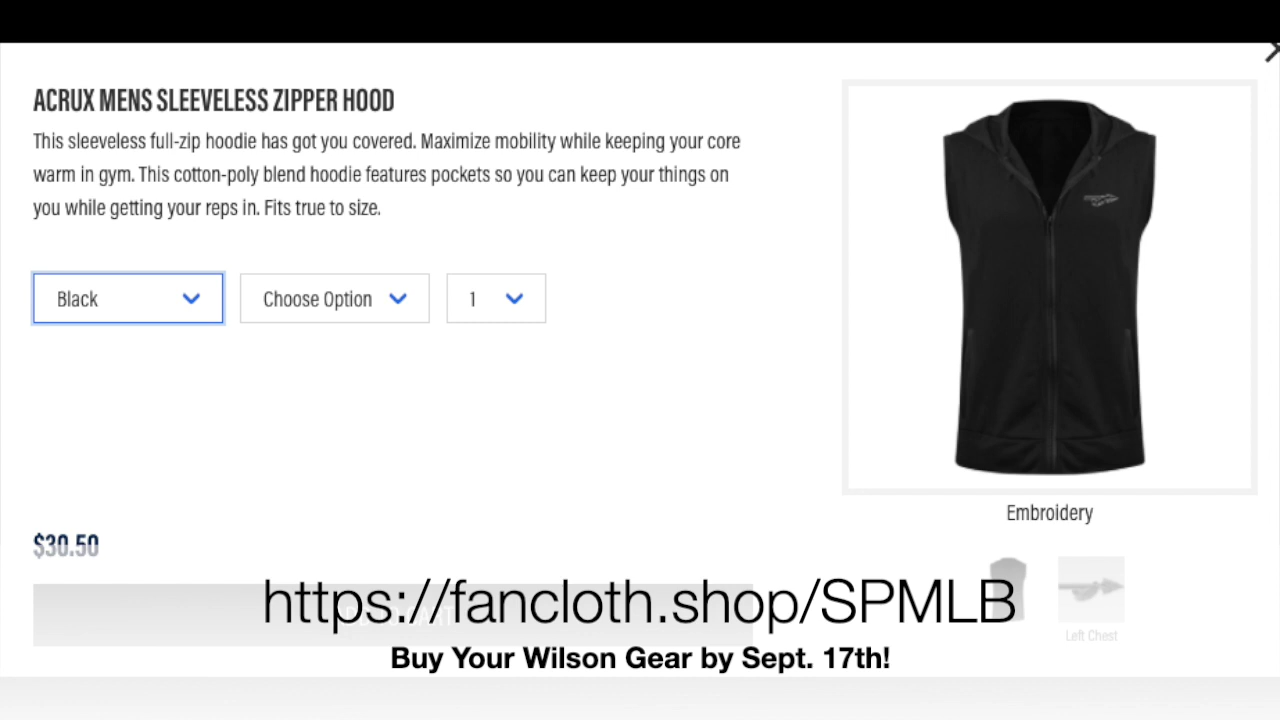 ACRUX MENS SLEEVELESS ZIPPER HOOD
This sleeveless full-zip hoodie has got you covered. Maximize mobility while keeping your core
warm in gym. This cotton-poly blend hoodie features pockets so you can keep your things on
you while getting your reps in. Fits true to size.
Black
Choose Option
1
Embroidery
$30.50
https://fancloth.shop/SPMLB
Left Chest
Buy Your Wilson Gear by Sept. 17th!